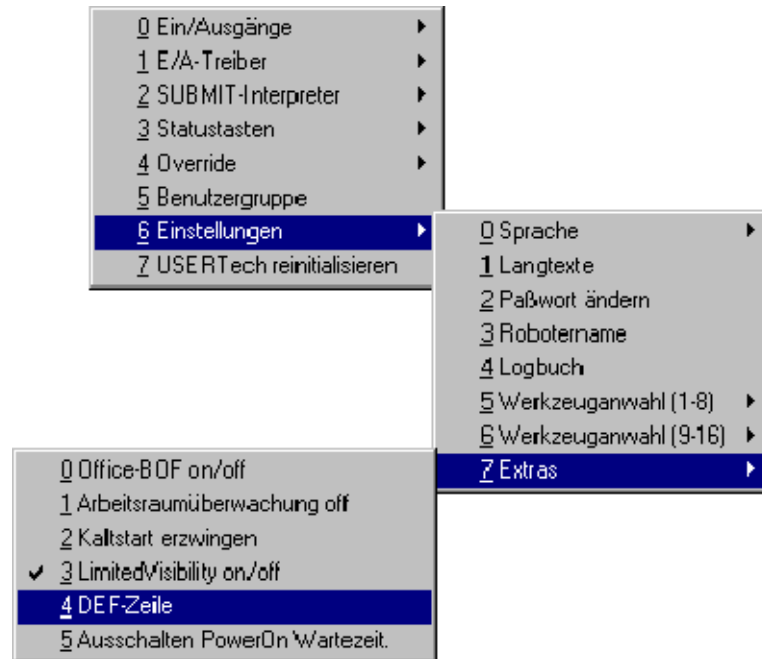 0 Ein/Ausgänge
1 E/A-Treiber
2 SUBMIT-Interpreter
3 Statustasten
4 Override
5 Benutzergruppe
6 Einstellungen
7 USERTech reinitialisieren
0 Sprache
1 Langtexte
2 Paßwort ändern
3 Robotername
4 Logbuch
5 Werkzeuganwahl (1-8)
6 Werkzeuganwahl (9-16)
7 Extras
0 Office-BOF on/off
1 Arbeitsraumüberwachung off
2 Kaltstart erzwingen
3 LimitedVisibility on/off
4 DEF-Zeile
5 Ausschalten PowerOn Wartezeit.